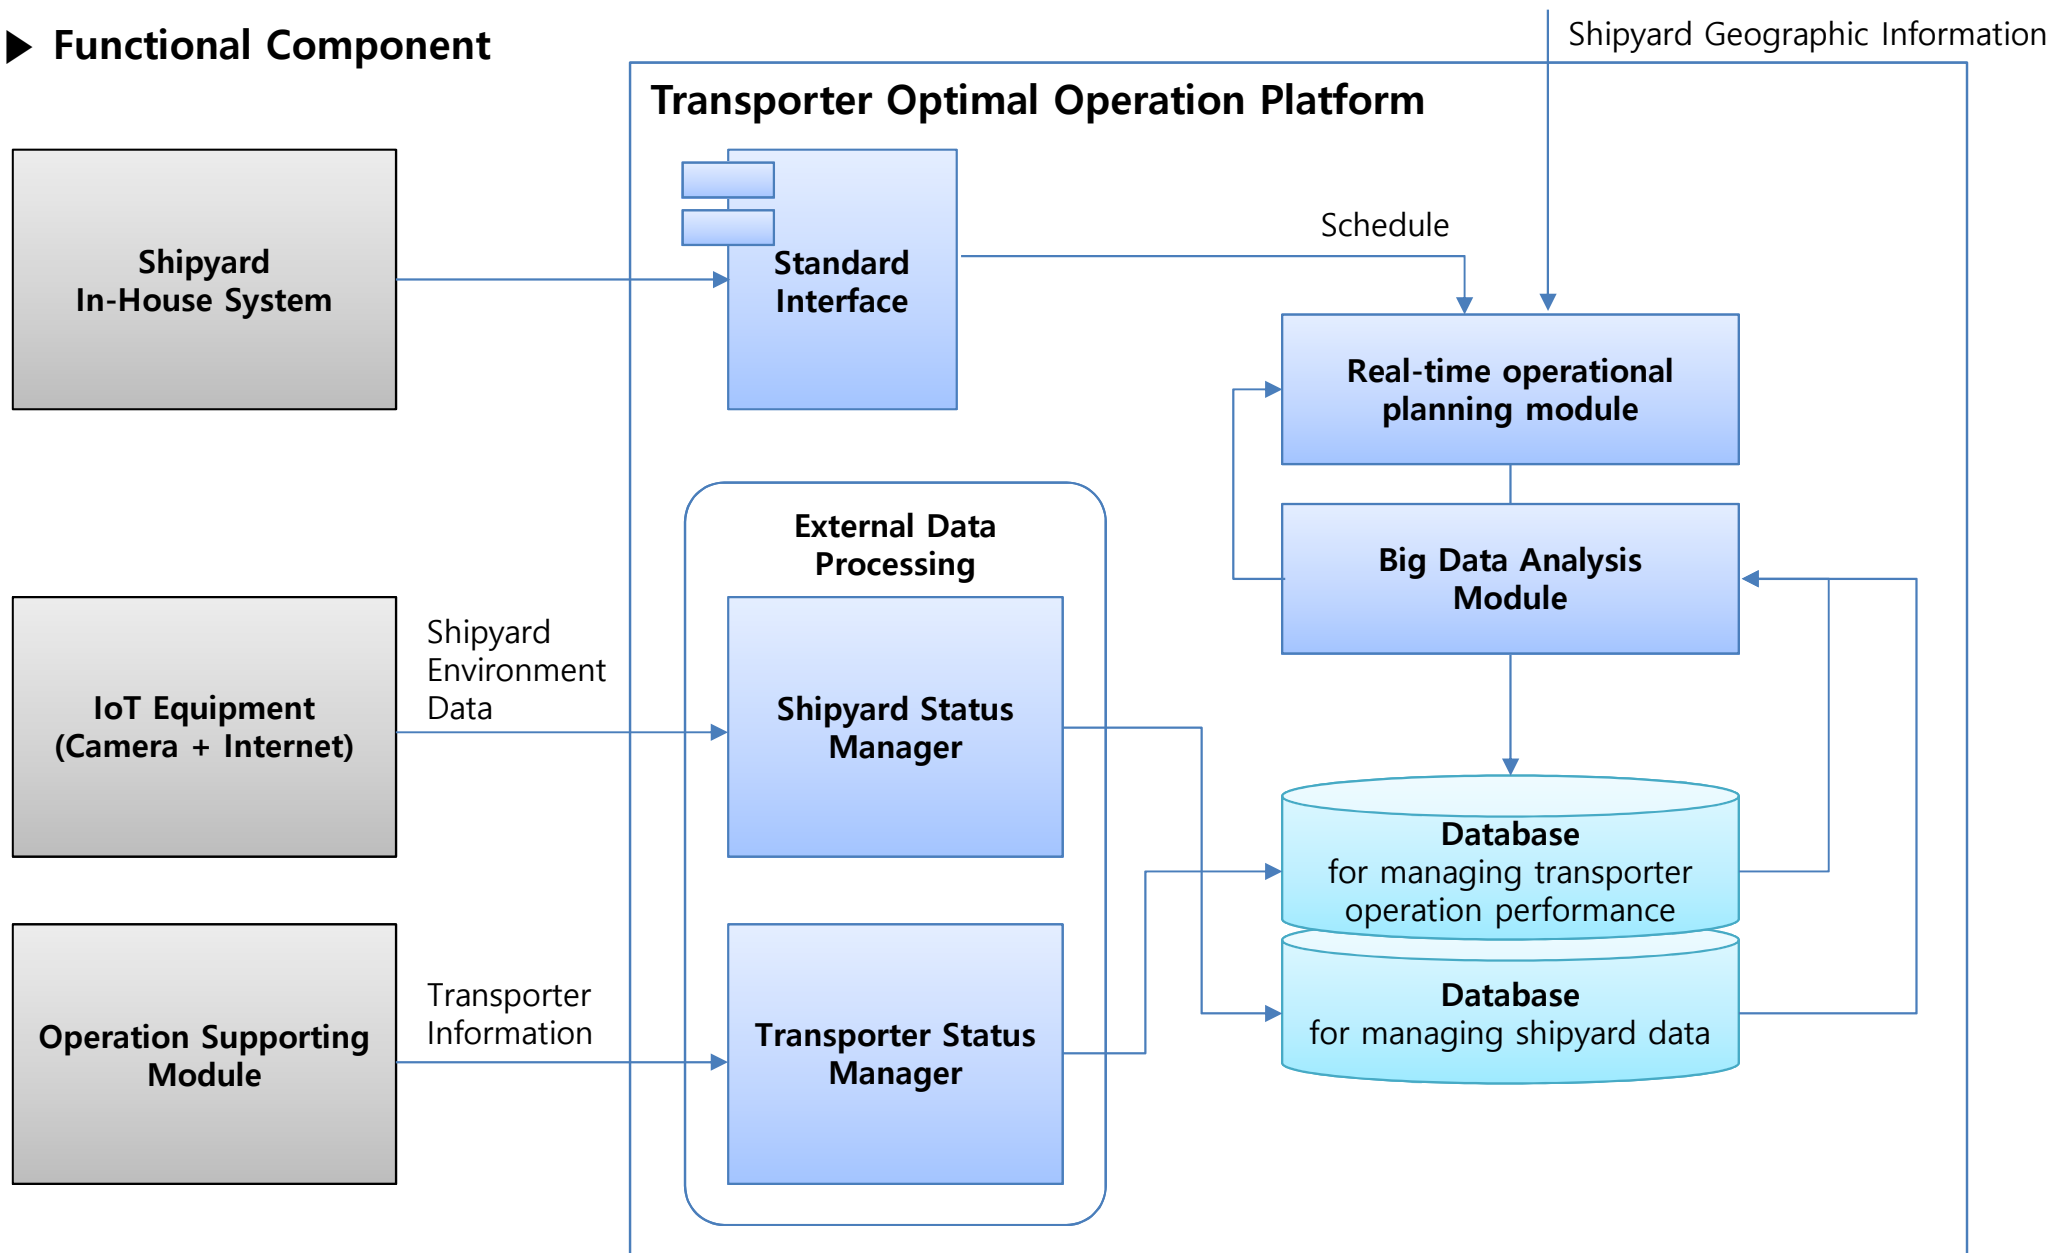 ▶ Functional Component
Shipyard Geographic Information
Transporter Optimal Operation Platform
Shipyard
In-House System
Standard
Interface
Schedule
Real-time operational
planning module
External Data
Processing
Big Data Analysis
Module
IoT Equipment
(Camera + Internet)
Shipyard
Environment
Data
Shipyard Status
Manager
Database
for managing transporter
operation performance
Operation Supporting
Module
Transporter
Information
Transporter Status
Manager
Database
for managing shipyard data